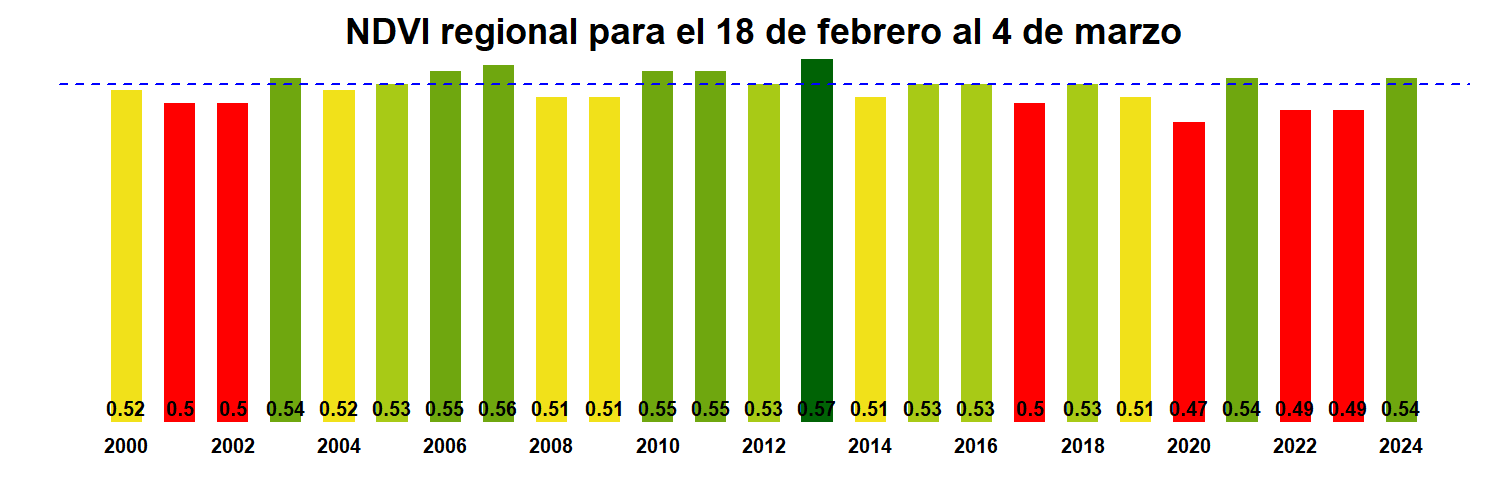 NDVI regional para el 18 de febrero al 4 de marzo
0.52 0.5 0.5 0.54 0.52 0.53 0.55 0.56 0.51 0.51 0.55 0.55 0.53 0.57 0.51 0.53 0.53 0.5 0.53 0.51 0.47 0.54 0.49 0.49 0.54
2000 2002 2004 2006 2008 2010 2012 2014 2016 2018 2020 2022 2024